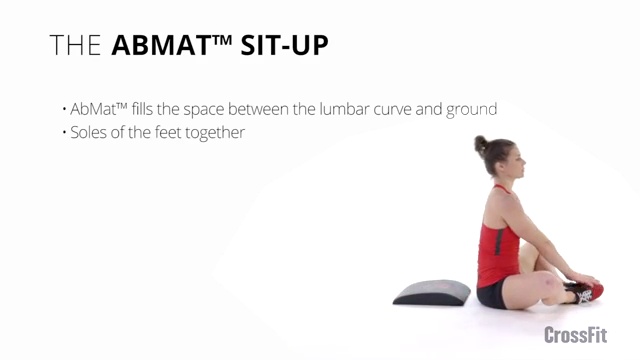 THE ABMAT™ SIT-UP
• AbMat™ fills the space between the lumbar curve and ground
• Soles of the feet together
CrossFit